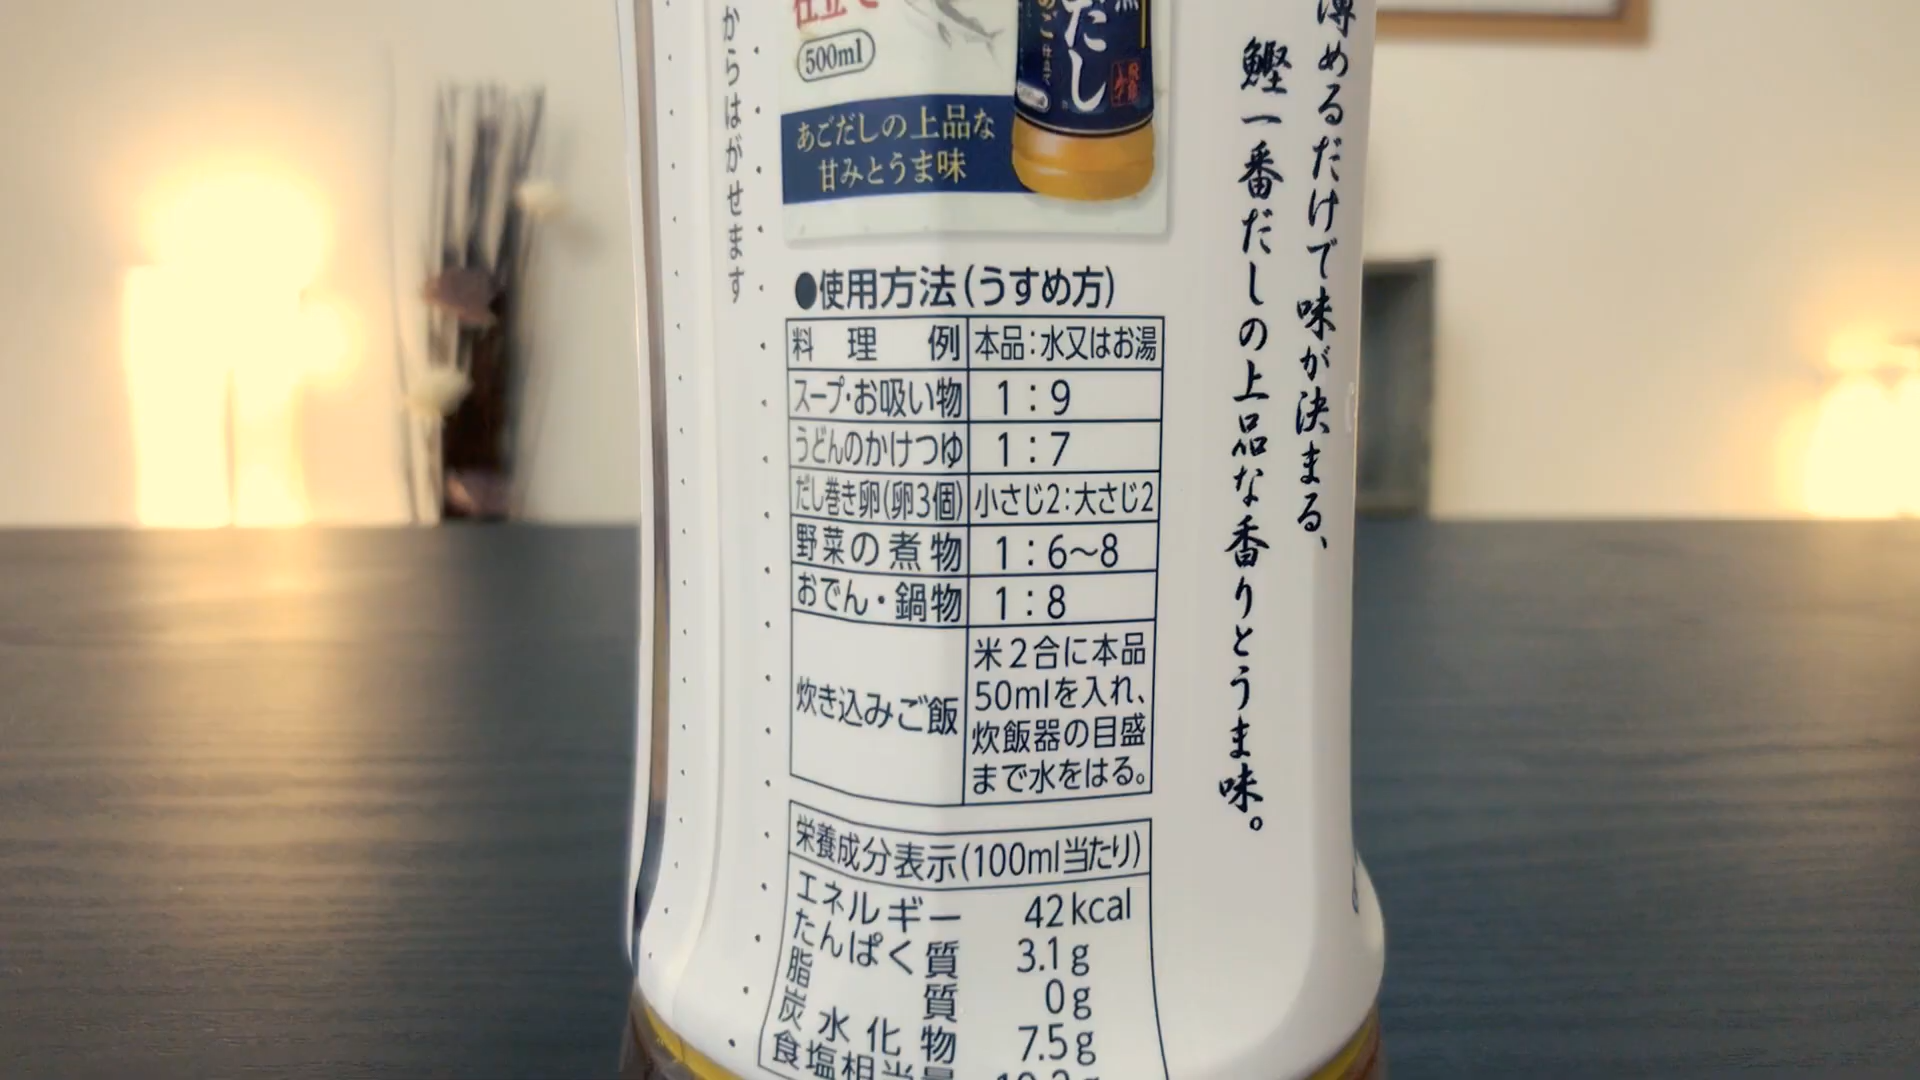 薄めるだけで味が決まる、
鰹一番だしの上品な香りとうま味。
からはがせます
仕立て
500ml
だし
あごだしの上品な
甘みとうま味
●使用方法(うすめ方)
料理例 本品:水又はお湯
スープ・お吸い物 1:9
うどんのかけつゆ 1:7
だし巻き卵(卵3個) 小さじ2:大さじ2
野菜の煮物 1:6〜8
おでん・鍋物 1:8
炊き込みご飯 米2合に本品
50mlを入れ、
炊飯器の目盛
まで水をはる。
栄養成分表示(100ml当たり)
エネルギー 42kcal
たんぱく質 3.1g
脂質 0g
炭水化物 7.5g
食塩相当量